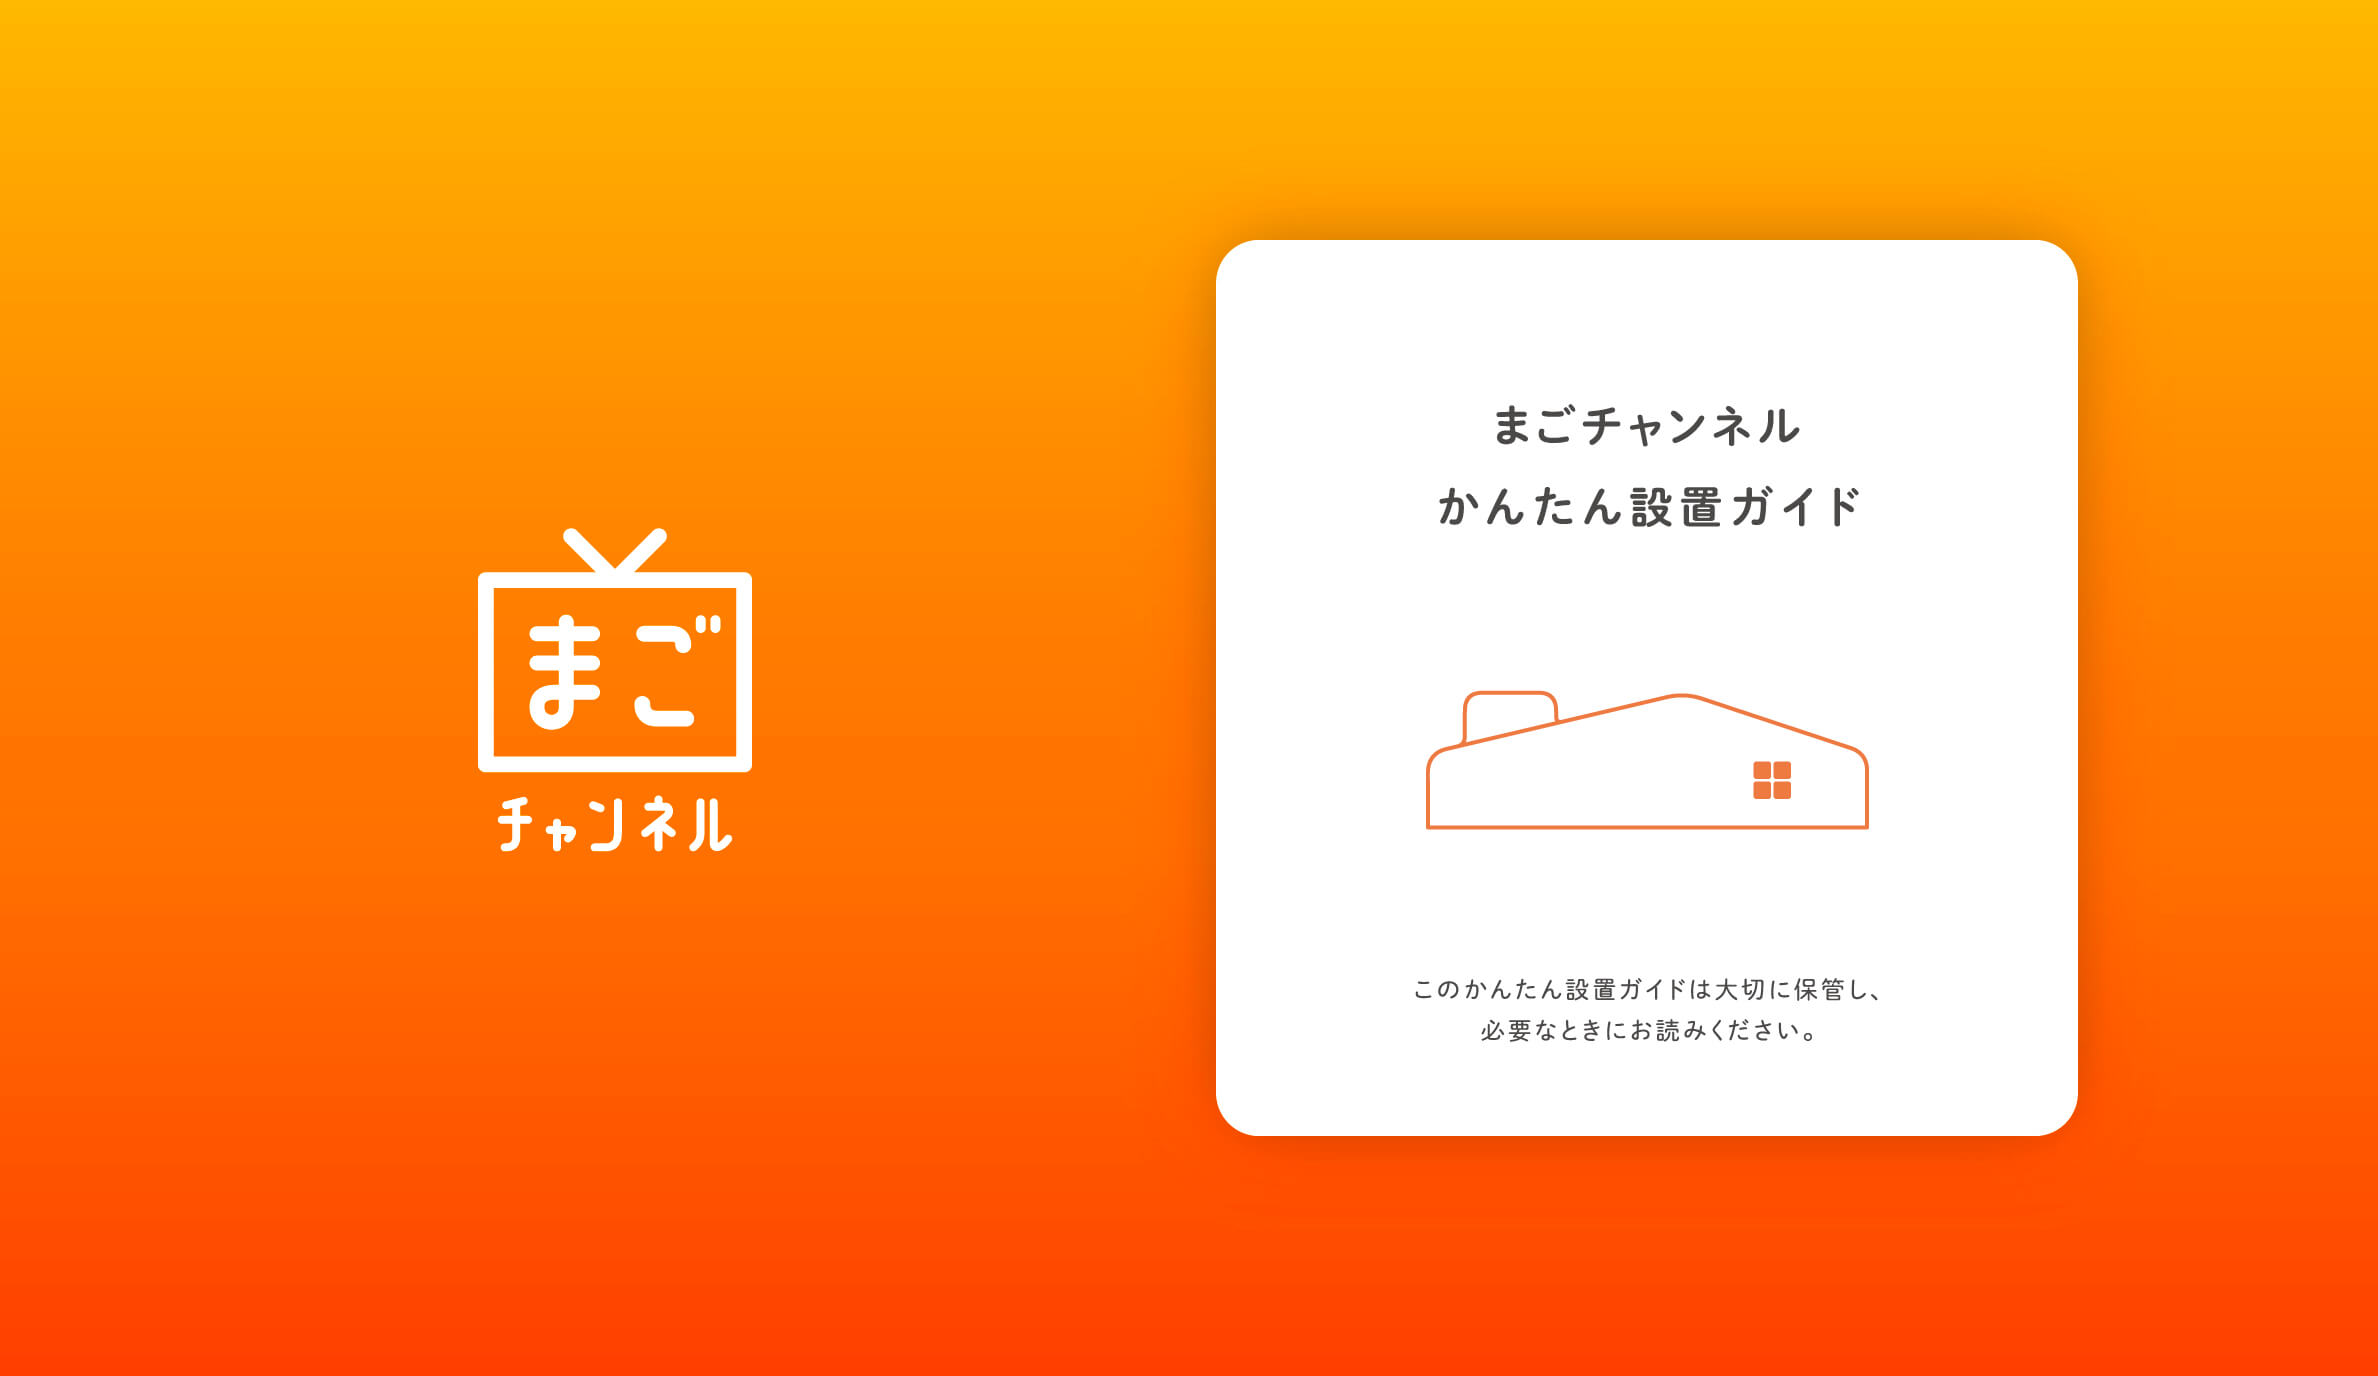 まご
チャンネル
まごチャンネル
かんたん設置ガイド
このかんたん設置ガイドは大切に保管し、
必要なときにお読みください。